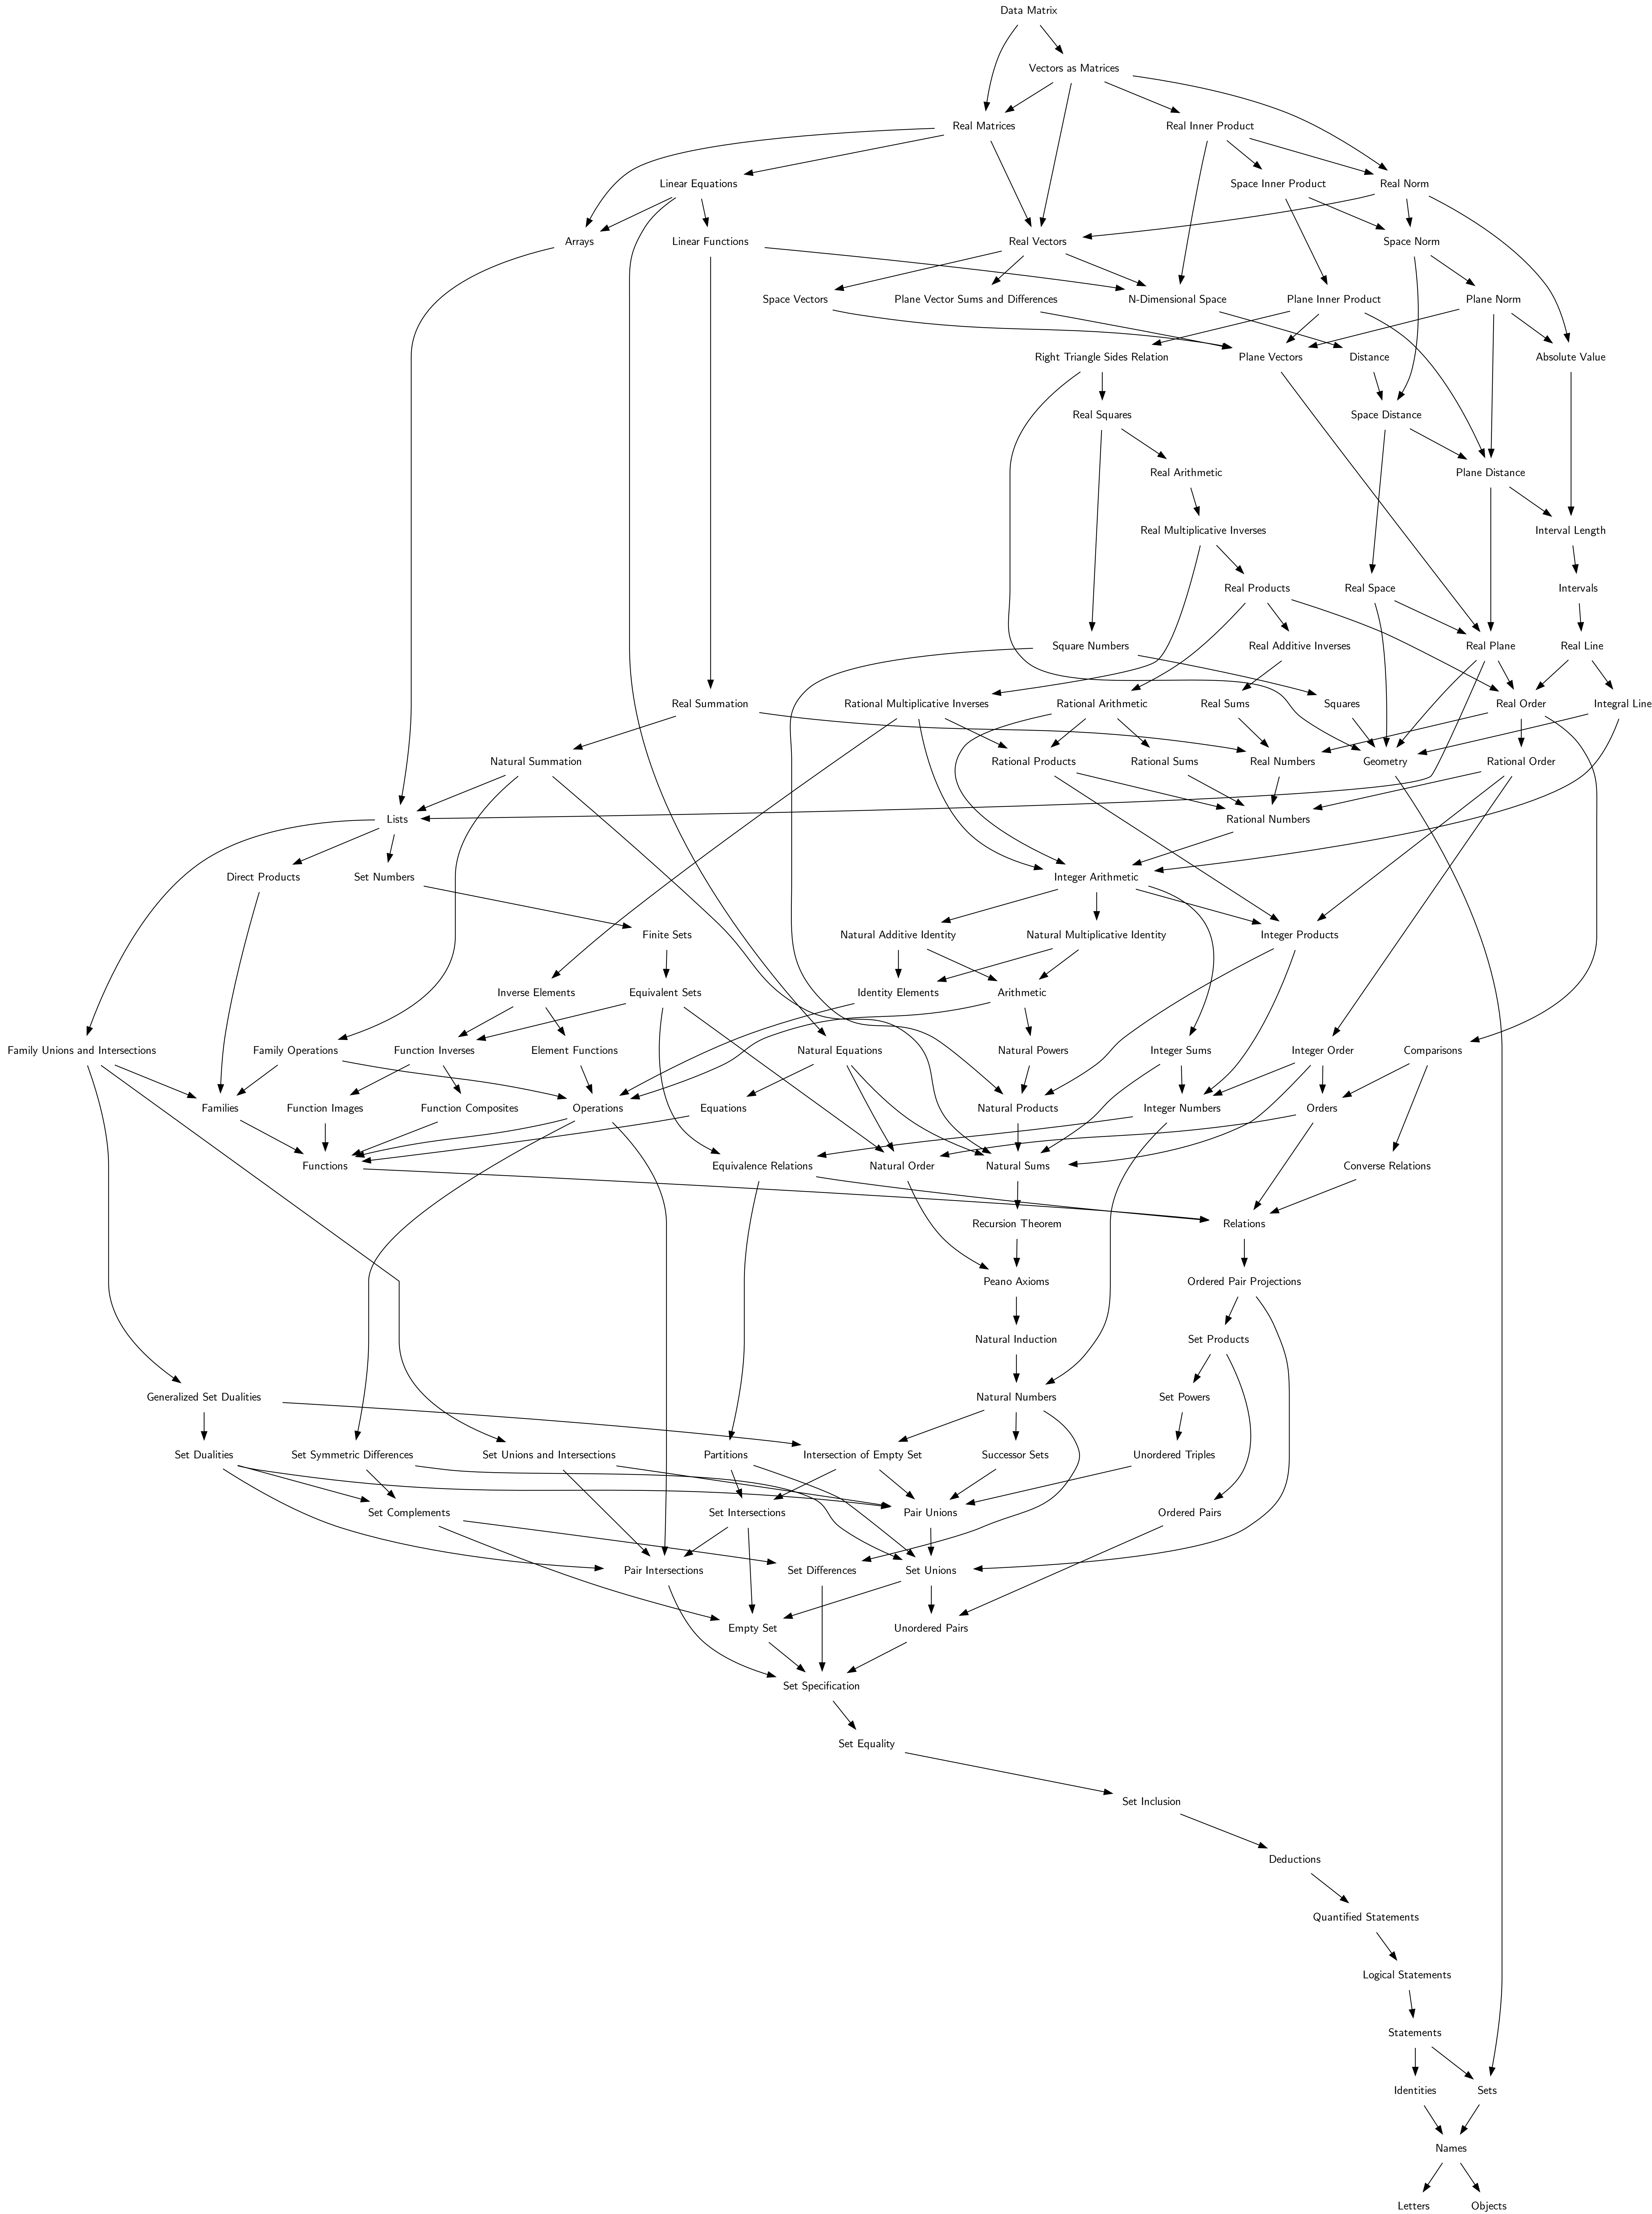 Data Matrix
Vectors as Matrices
Real Matrices
Real Inner Product
Linear Equations
Space Inner Product
Real Norm
Arrays
Linear Functions
Real Vectors
Space Norm
Space Vectors
Plane Vector Sums and Differences
N-Dimensional Space
Plane Inner Product
Plane Norm
Right Triangle Sides Relation
Plane Vectors
Distance
Absolute Value
Real Squares
Space Distance
Real Arithmetic
Plane Distance
Real Multiplicative Inverses
Interval Length
Real Products
Real Space
Intervals
Square Numbers
Real Additive Inverses
Real Plane
Real Line
Real Summation
Rational Multiplicative Inverses
Rational Arithmetic
Real Sums
Squares
Real Order
Integral Line
Natural Summation
Rational Products
Rational Sums
Real Numbers
Geometry
Rational Order
Lists
Rational Numbers
Direct Products
Set Numbers
Integer Arithmetic
Finite Sets
Natural Additive Identity
Natural Multiplicative Identity
Integer Products
Inverse Elements
Equivalent Sets
Identity Elements
Arithmetic
Family Unions and Intersections
Family Operations
Function Inverses
Element Functions
Natural Equations
Natural Powers
Integer Sums
Integer Order
Comparisons
Families
Function Images
Function Composites
Operations
Equations
Natural Products
Integer Numbers
Orders
Functions
Equivalence Relations
Natural Order
Natural Sums
Converse Relations
Recursion Theorem
Relations
Peano Axioms
Ordered Pair Projections
Natural Induction
Set Products
Generalized Set Dualities
Natural Numbers
Set Powers
Set Dualities
Set Symmetric Differences
Set Unions and Intersections
Partitions
Intersection of Empty Set
Successor Sets
Unordered Triples
Set Complements
Set Intersections
Pair Unions
Ordered Pairs
Pair Intersections
Set Differences
Set Unions
Empty Set
Unordered Pairs
Set Specification
Set Equality
Set Inclusion
Deductions
Quantified Statements
Logical Statements
Statements
Identities
Sets
Names
Letters
Objects